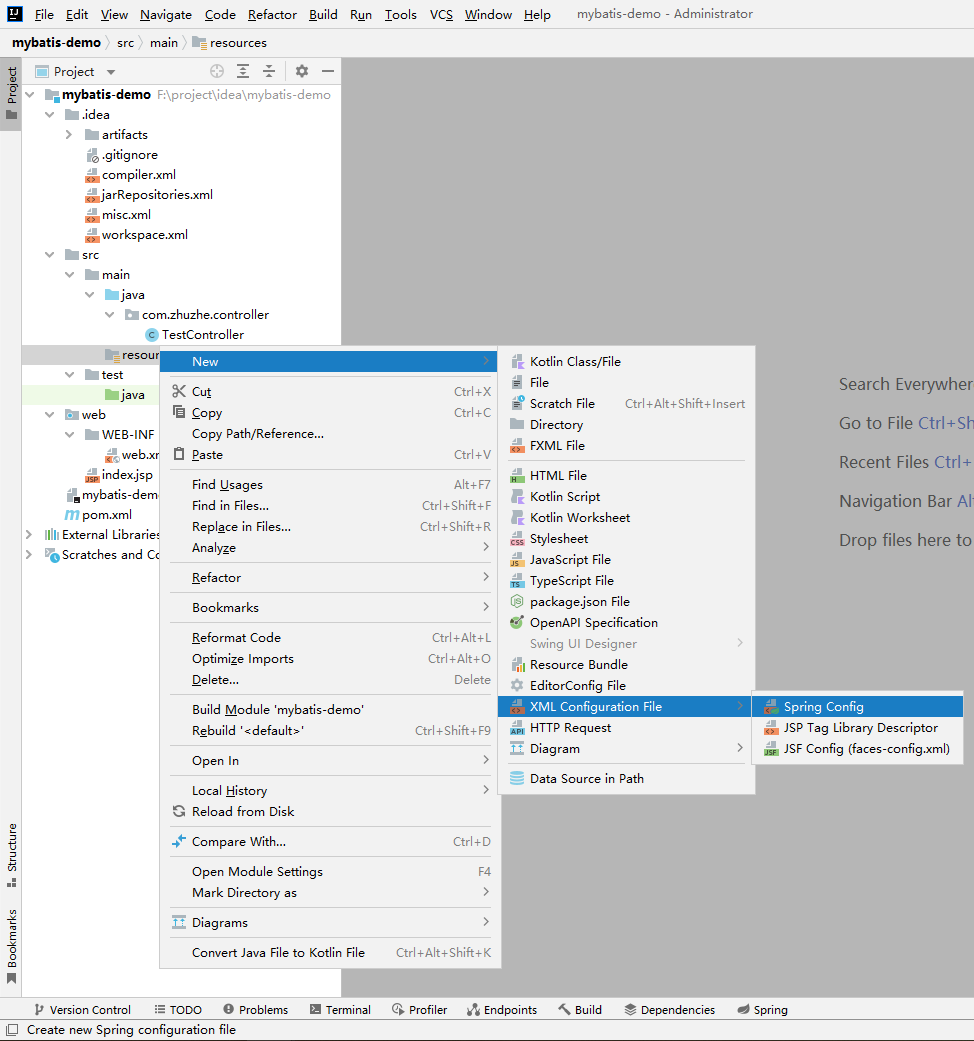 File Edit View Navigate Code Refactor Build Run Tools VCS Window Help mybatis-demo - Administrator
mybatis-demo src main resources
Project
Project
mybatis-demo F:\project\idea\mybatis-demo
.idea
artifacts
.gitignore
compiler.xml
jarRepositories.xml
misc.xml
workspace.xml
src
main
java
com.zhuzhe.controller
TestController
resour
test
java
web
WEB-INF
web.xm
index.jsp
mybatis-demo
pom.xml
External Libraries
Scratches and Co
New
Cut Ctrl+X
Copy Ctrl+C
Copy Path/Reference...
Paste Ctrl+V
Find Usages Alt+F7
Find in Files... Ctrl+Shift+F
Replace in Files... Ctrl+Shift+R
Analyze
Refactor
Bookmarks
Reformat Code Ctrl+Alt+L
Optimize Imports Ctrl+Alt+O
Delete... Delete
Build Module 'mybatis-demo'
Rebuild '<default>' Ctrl+Shift+F9
Open In
Local History
Reload from Disk
Compare With... Ctrl+D
Open Module Settings F4
Mark Directory as
Diagrams
Convert Java File to Kotlin File Ctrl+Alt+Shift+K
Kotlin Class/File
File
Scratch File Ctrl+Alt+Shift+Insert
Directory
FXML File
HTML File
Kotlin Script
Kotlin Worksheet
Stylesheet
JavaScript File
TypeScript File
package.json File
OpenAPI Specification
Swing UI Designer
Resource Bundle
EditorConfig File
XML Configuration File
HTTP Request
Diagram
Data Source in Path
Spring Config
JSP Tag Library Descriptor
JSF Config (faces-config.xml)
Search Everywher
Go to File Ctrl+Sh
Recent Files Ctrl+
Navigation Bar Alt
Drop files here to
Structure
Bookmarks
Version Control TODO Problems Terminal Profiler Endpoints Build Dependencies Spring
Create new Spring configuration file